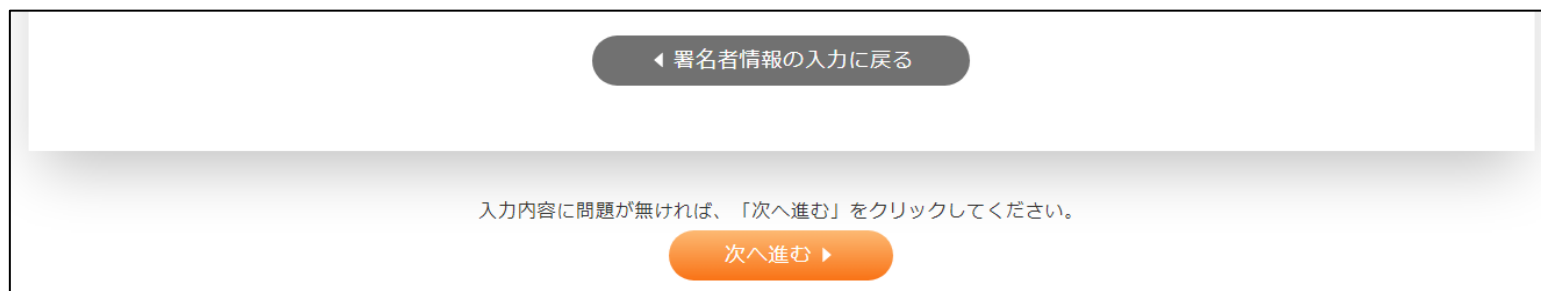 署名者情報の入力に戻る
入力内容に問題が無ければ、「次へ進む」をクリックしてください。
次へ進む